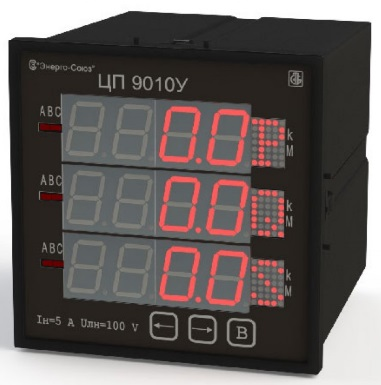 "Энерго-Союз"
ЦП 9010У
ABC 0.0 P k M
ABC 0.0 Q k M
ABC 0.0 S k M
Iн=5 A Uлн=100 V ← → B